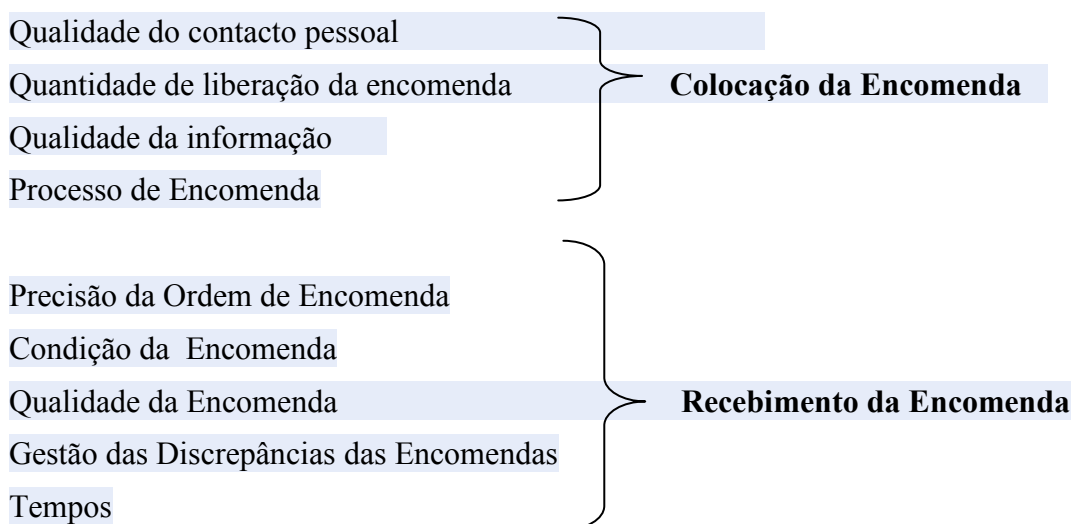 Qualidade do contacto pessoal
Quantidade de liberação da encomenda Colocação da Encomenda
Qualidade da informação
Processo de Encomenda
Precisão da Ordem de Encomenda
Condição da Encomenda
Qualidade da Encomenda Recebimento da Encomenda
Gestão das Discrepâncias das Encomendas
Tempos